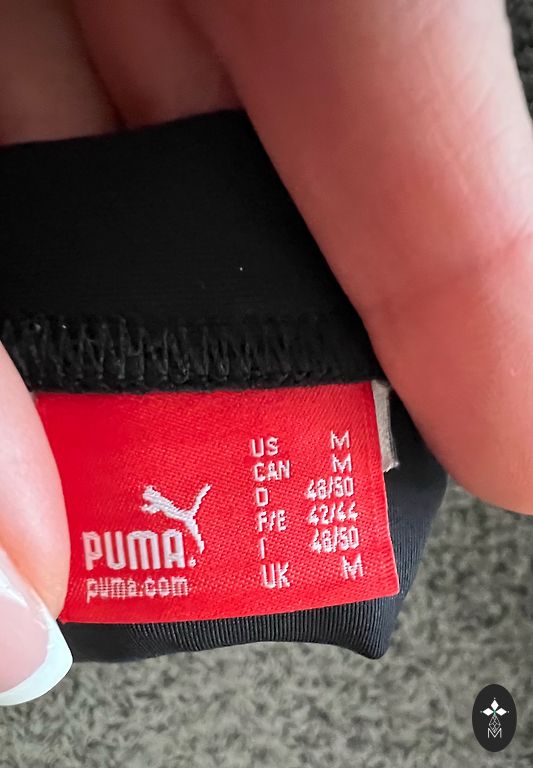 US M
CAN M
D 48/50
F/E 42/44
I 48/50
UK M
PUMA.
puma.com
M